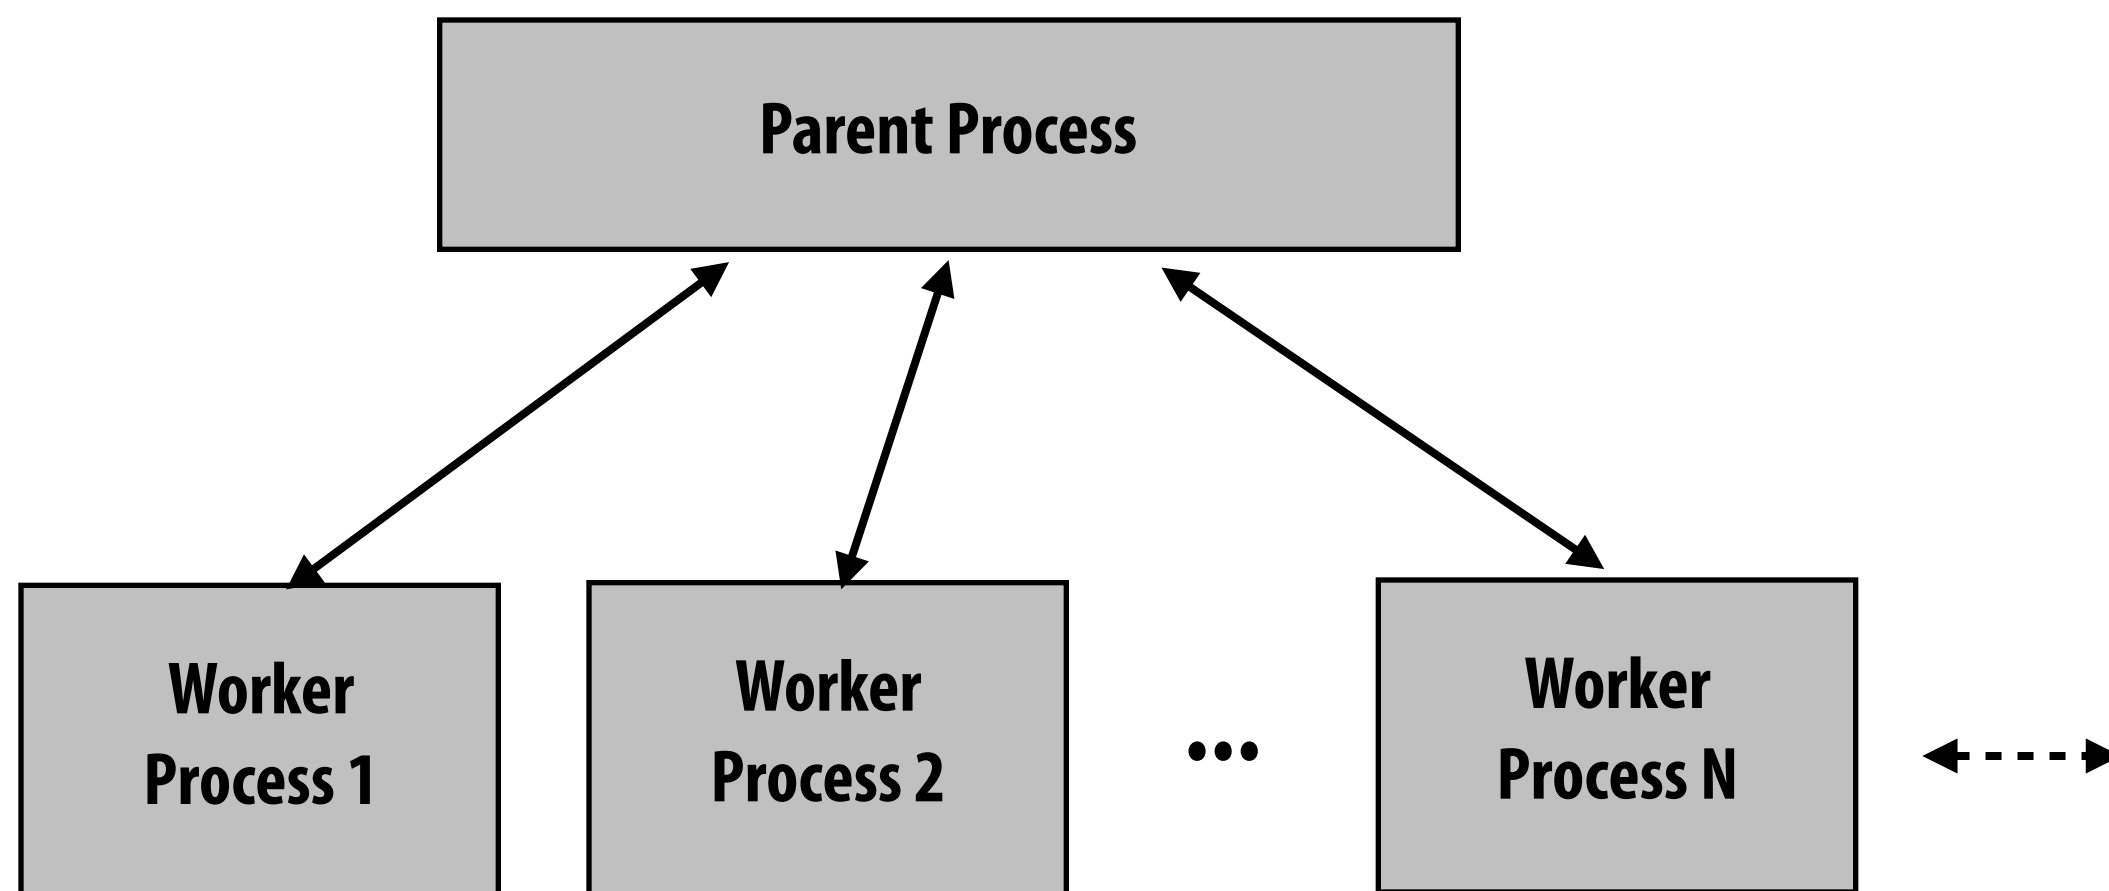 Parent Process
Worker
Process 1
Worker
Process 2
...
Worker
Process N